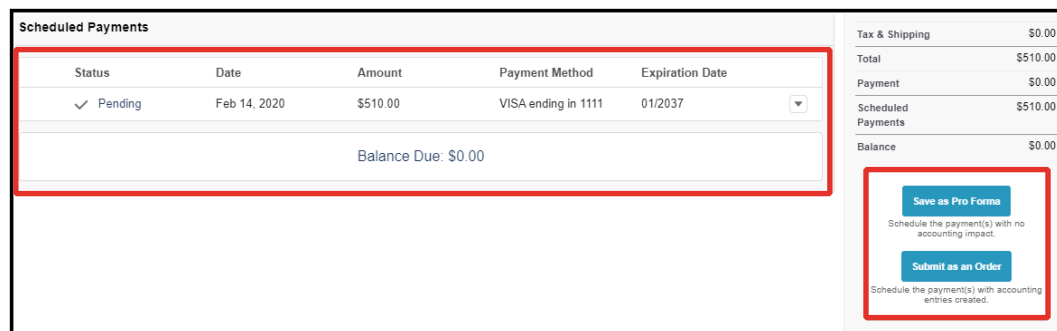 Scheduled Payments
Status Date Amount Payment Method Expiration Date
Pending Feb 14, 2020 $510.00 VISA ending in 1111 01/2037
Balance Due: $0.00
Tax & Shipping $0.00
Total $510.00
Payment $0.00
Scheduled $510.00
Payments
Balance $0.00
Save as Pro Forma
Schedule the payment(s) with no
accounting impact.
Submit as an Order
Schedule the payment(s) with accounting
entries created.